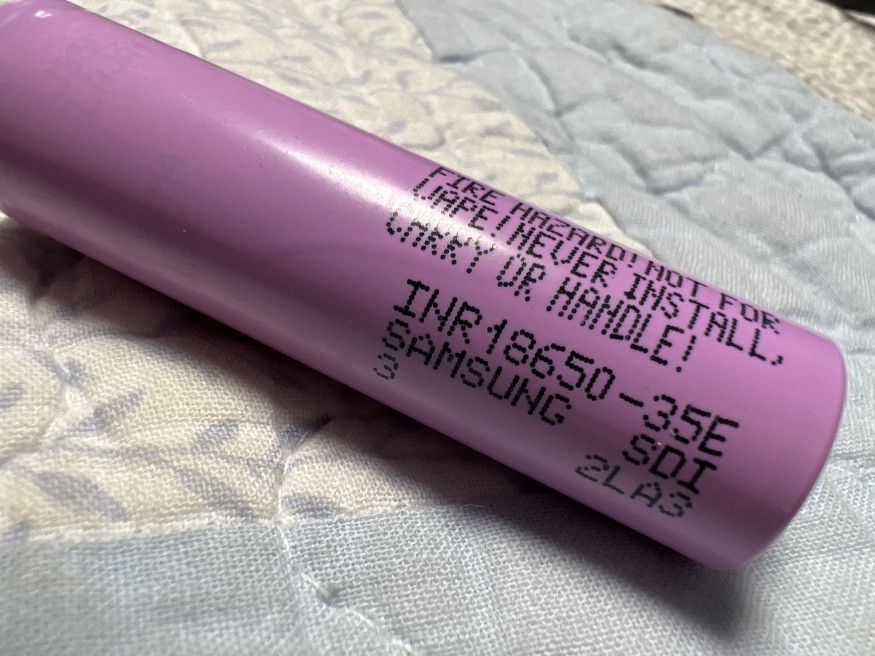 FIRE HAZARD! NOT FOR
VAPE! NEVER INSTALL,
CARRY OR HANDLE!
INR18650-35E
SAMSUNG SDI
3 2LA3